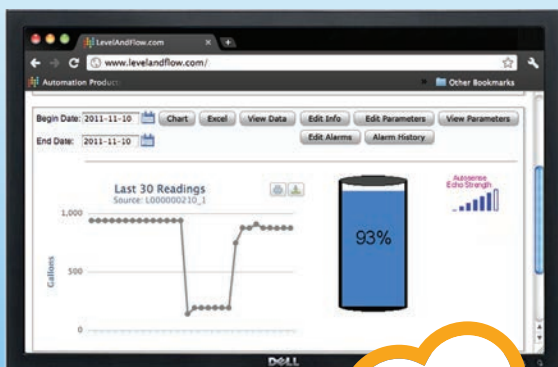 LevelAndFlow.com
www.levelandflow.com/
Automation Produc
Other Bookmarks
Begin Date: 2011-11-10 Chart Excel View Data Edit Info Edit Parameters View Parameters
End Date: 2011-11-10 Edit Alarms Alarm History
Last 30 Readings
Source: L000000210_1
Autosense
Echo Strength
1,000
93%
Gallons
500
0
DELL